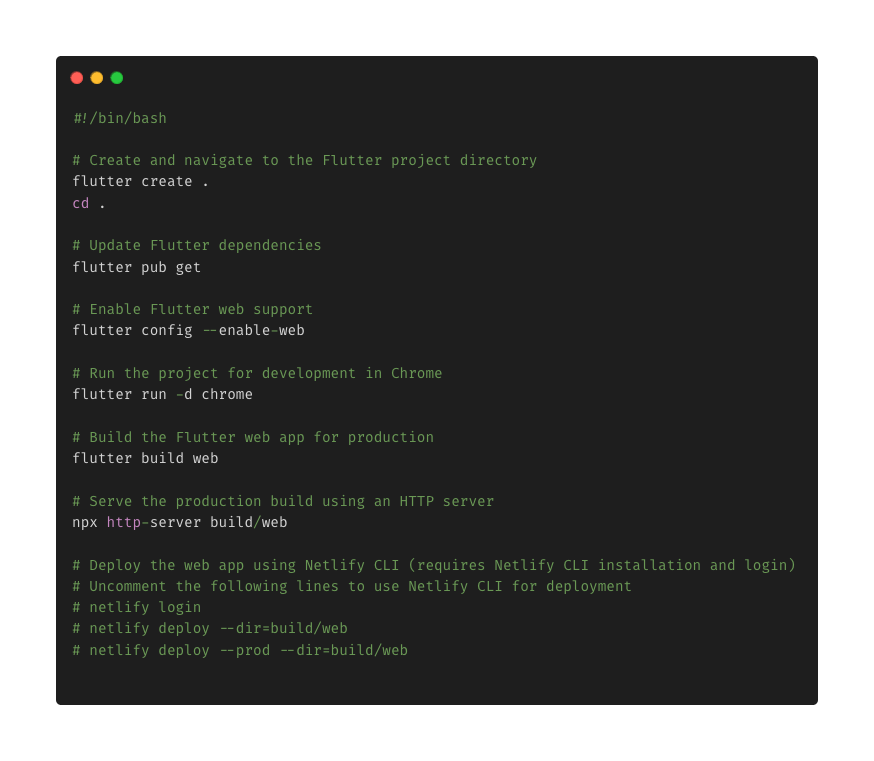 #!/bin/bash
# Create and navigate to the Flutter project directory
flutter create .
cd .
# Update Flutter dependencies
flutter pub get
# Enable Flutter web support
flutter config --enable-web
# Run the project for development in Chrome
flutter run -d chrome
# Build the Flutter web app for production
flutter build web
# Serve the production build using an HTTP server
npx http-server build/web
# Deploy the web app using Netlify CLI (requires Netlify CLI installation and login)
# Uncomment the following lines to use Netlify CLI for deployment
# netlify login
# netlify deploy --dir=build/web
# netlify deploy --prod --dir=build/web